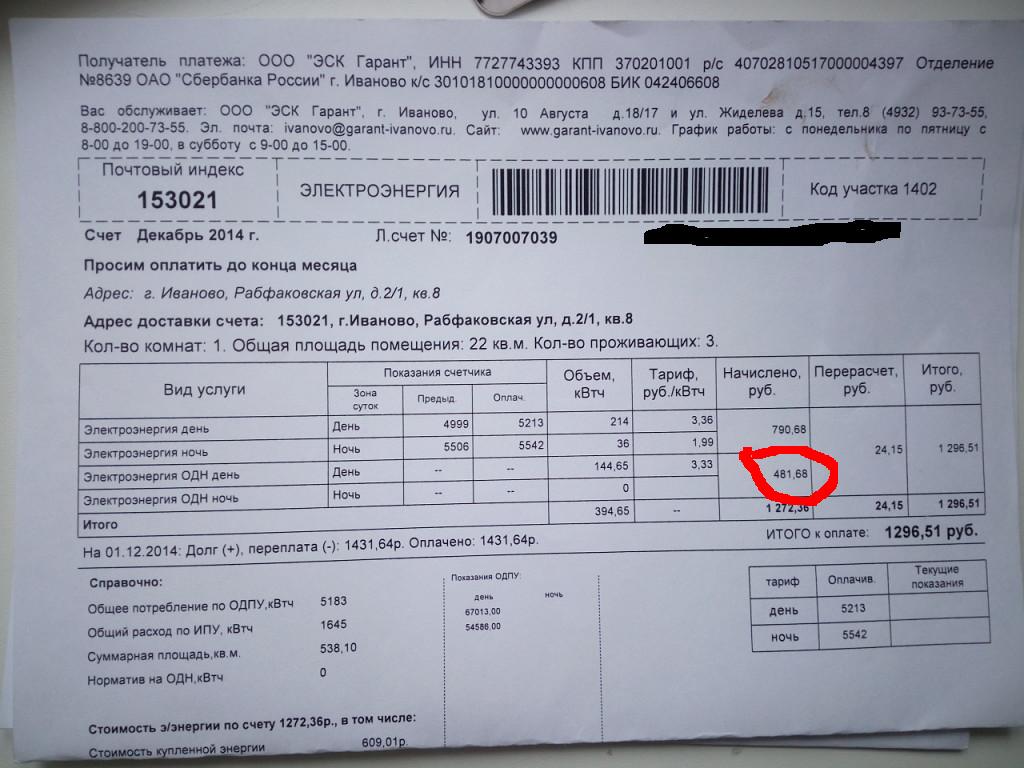 Получатель платежа: ООО "ЭСК Гарант", ИНН 7727743393 КПП 370201001 р/с 40702810517000004397 Отделение
№8639 ОАО "Сбербанка России" г. Иваново к/с 30101810000000000608 БИК 042406608
Вас обслуживает: ООО "ЭСК Гарант", г. Иваново, ул. 10 Августа д.18/17 и ул. Жиделева д.15, тел.8 (4932) 93-73-55,
8-800-200-73-55. Эл. почта: ivanovo@garant-ivanovo.ru. Сайт: www.garant-ivanovo.ru. График работы: с понедельника по пятницу с
8-00 до 19-00, в субботу с 9-00 до 15-00.
Почтовый индекс
153021
ЭЛЕКТРОЭНЕРГИЯ
Код участка 1402
Счет Декабрь 2014 г. Л.счет №: 1907007039
Просим оплатить до конца месяца
Адрес: г. Иваново, Рабфаковская ул, д.2/1, кв.8
Адрес доставки счета: 153021, г.Иваново, Рабфаковская ул, д.2/1, кв.8
Кол-во комнат: 1. Общая площадь помещения: 22 кв.м. Кол-во проживающих: 3.
Вид услуги Показания счетчика Объем, кВтч Тариф, руб./кВтч Начислено, руб. Перерасчет, руб. Итого, руб.
Зона суток Предыд. Оплач.
Электроэнергия день День 4999 5213 214 3,36 790,68 24,15 1 296,51
Электроэнергия ночь Ночь 5506 5542 36 1,99
Электроэнергия ОДН день День -- -- 144,65 3,33 481,68
Электроэнергия ОДН ночь Ночь -- -- 0
Итого 394,65 -- 1 272,36 24,15 1 296,51
На 01.12.2014: Долг (+), переплата (-): 1431,64р. Оплачено: 1431,64р.
ИТОГО к оплате: 1296,51 руб.
Справочно:
Общее потребление по ОДПУ,кВтч 5183
Общий расход по ИПУ, кВтч 1645
Суммарная площадь,кв.м. 538,10
Норматив на ОДН,кВтч 0
Показания ОДПУ:
день ночь
67013,00
54586,00
тариф Оплачив. Текущие показания
день 5213
ночь 5542
Стоимость э/энергии по счету 1272,36р., в том числе:
Стоимость купленной энергии 609,01р.